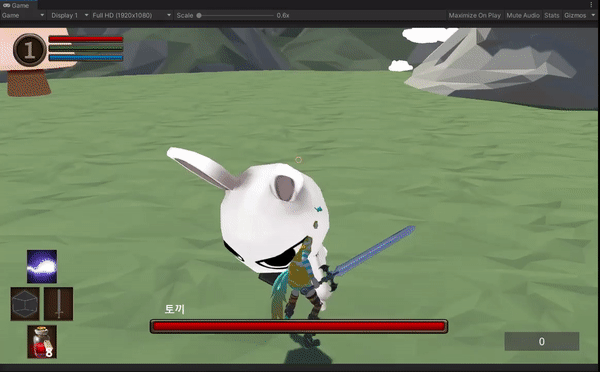 Game
Game Display 1 Full HD (1920x1080) Scale 0.6x Maximize On Play Mute Audio Stats Gizmos
1
8
토끼
0